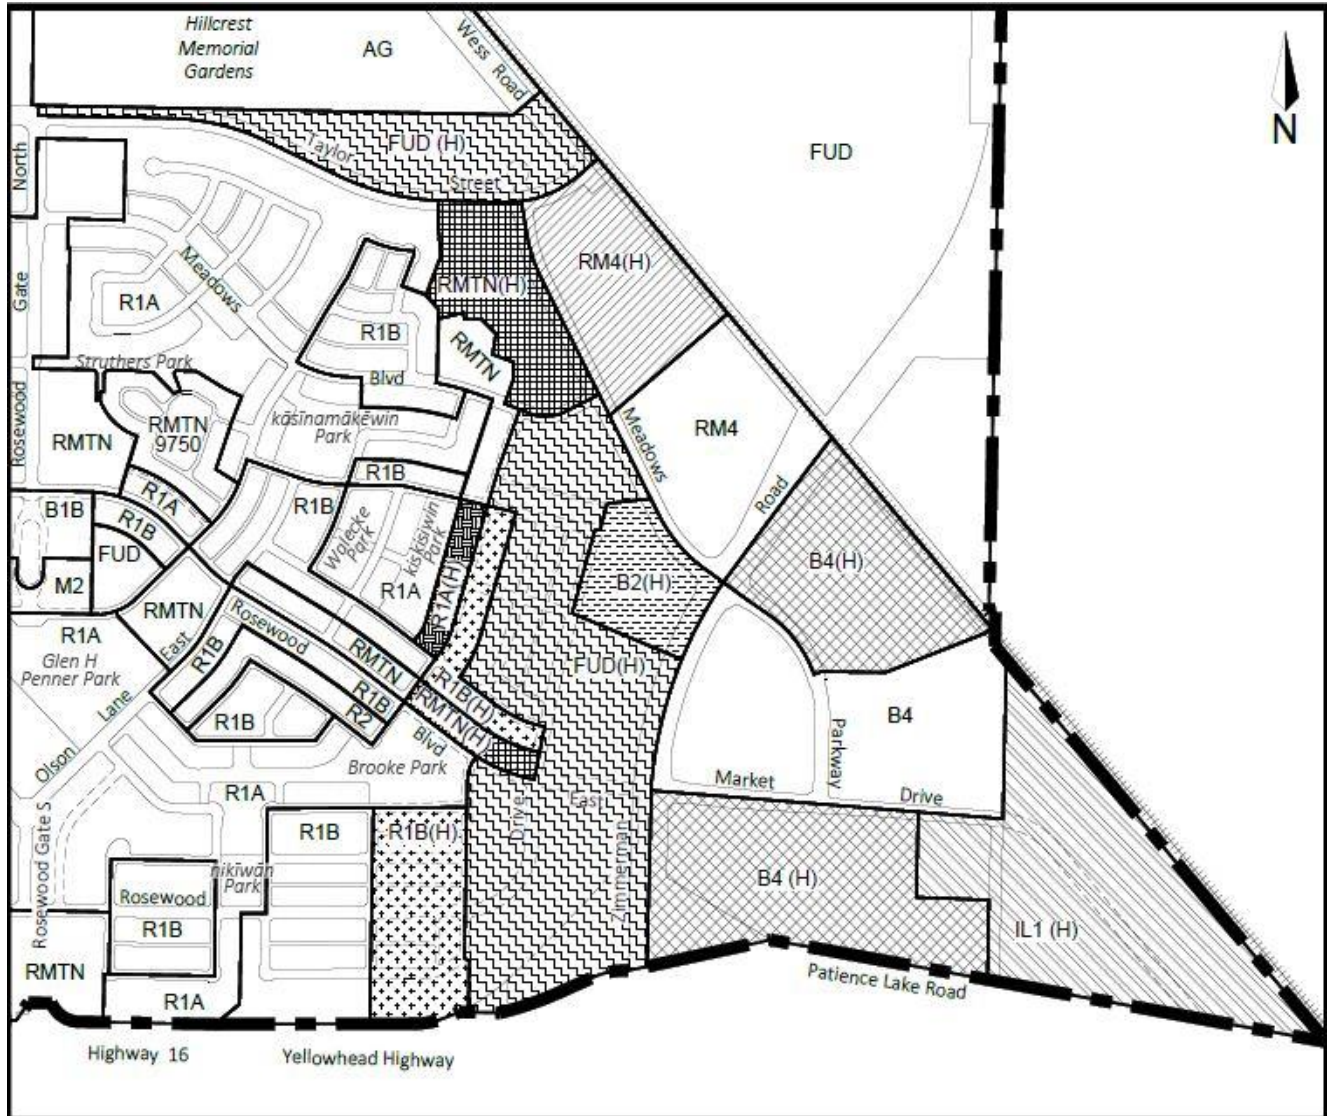 Hillcrest
Memorial
Gardens
AG
Wess Road
N
FUD
North
Taylor
FUD (H)
Street
Meadows
RM4(H)
RMTN(H)
Gate
R1A
R1B
RMTN
Struthers Park
Blvd
kāsīnamākēwin
Park
Rosewood
RMTN
RMTN
9750
Meadows
RM4
R1B
R1A
R1B
Road
B1B
R1B
Wolecke
Park
kiskisiwin
Park
FUD
B4(H)
M2
R1A
R1A(H)
B2(H)
RMTN
R1A
East
Rosewood
Glen H
Penner Park
R1B
RMTN
FUD(H)
R1B
R1B(H)
RMTN(H)
Lane
R1B
R2
B4
Blvd
Parkway
Olson
Brooke Park
Market
Drive
R1A
East
Drive
R1B
R1B(H)
Rosewood Gate S
nikīwān
Park
Zimmerman
B4 (H)
Rosewood
R1B
IL1 (H)
RMTN
R1A
Patience Lake Road
Highway 16
Yellowhead Highway